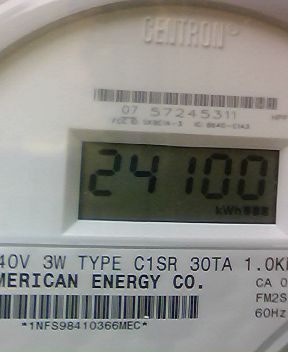 CENTRON
07 57245311
24100
kWh
40V 3W TYPE C1SR 30TA 1.0K
MERICAN ENERGY CO.
CA 0
FM2S
60Hz
*1NFS98410366MEC*